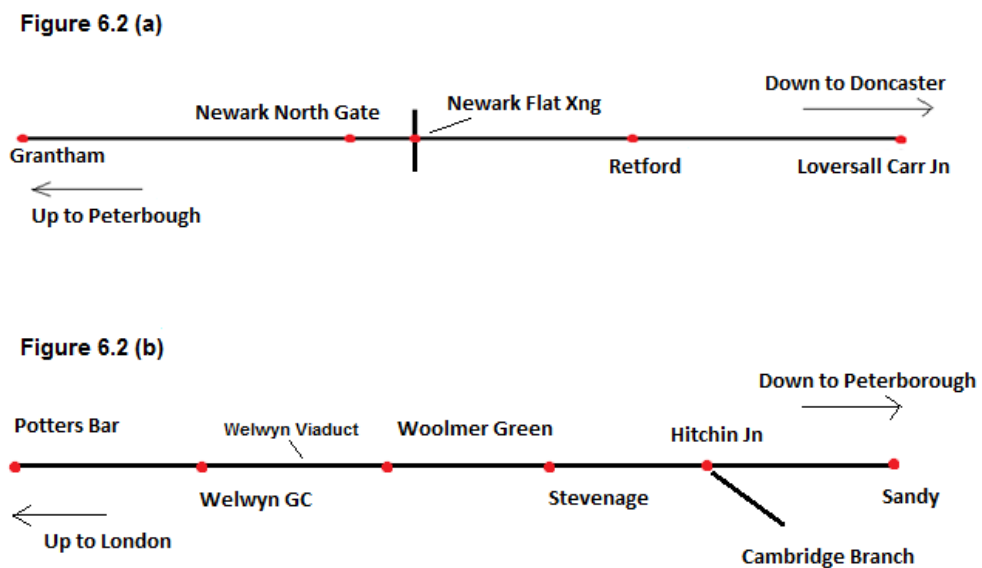 Figure 6.2 (a)
Down to Doncaster
Newark North Gate
Newark Flat Xng
Grantham
Retford
Loversall Carr Jn
Up to Peterbough
Figure 6.2 (b)
Down to Peterborough
Potters Bar
Welwyn Viaduct
Woolmer Green
Hitchin Jn
Welwyn GC
Stevenage
Sandy
Up to London
Cambridge Branch